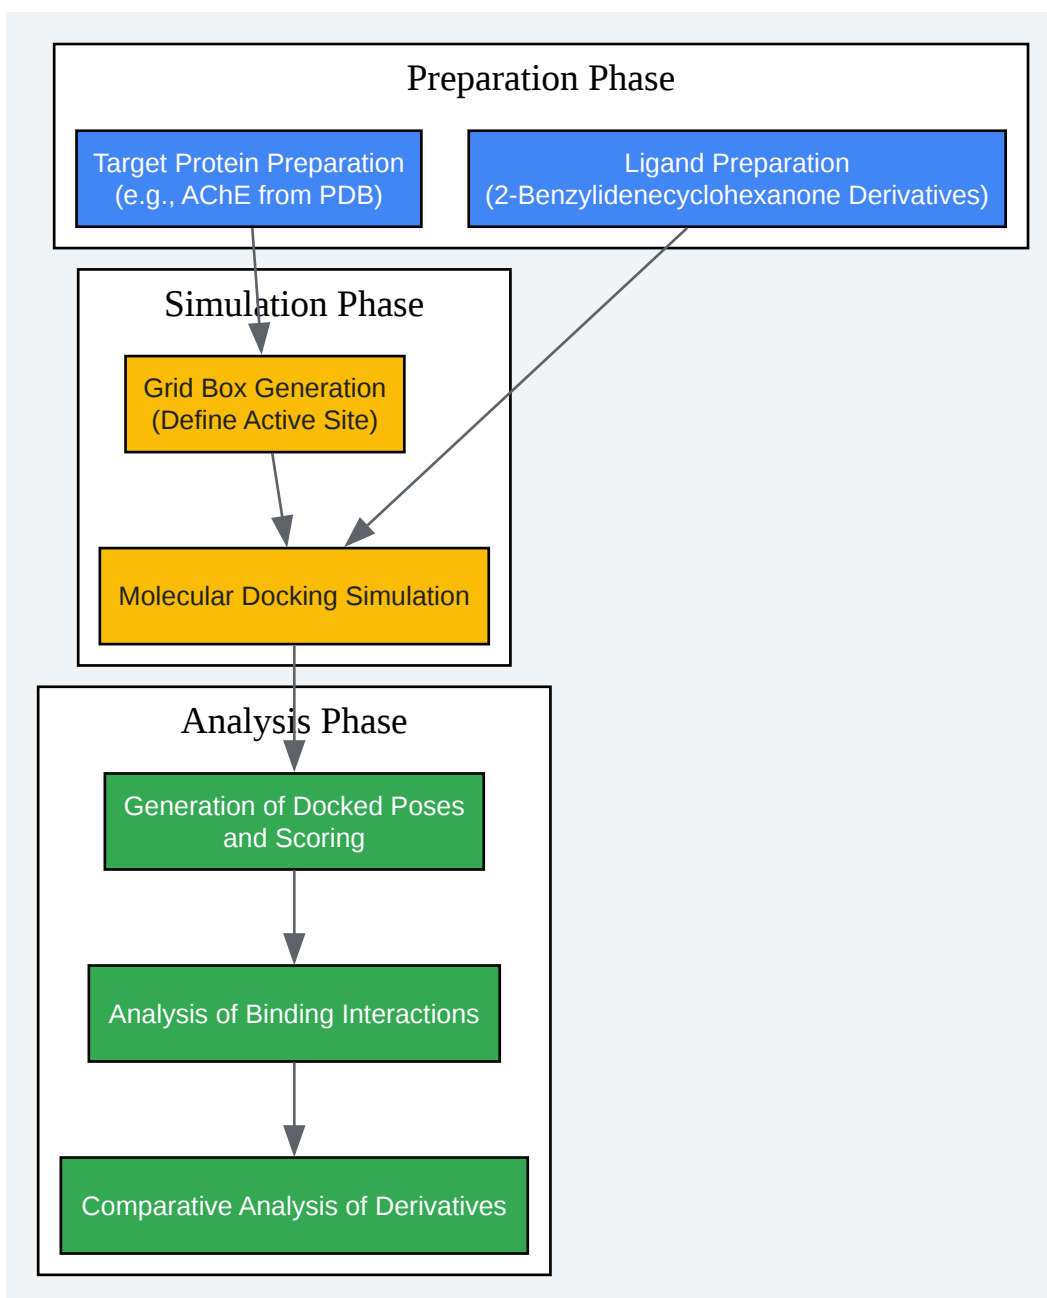 Preparation Phase
Target Protein Preparation
(e.g., AChE from PDB)
Ligand Preparation
(2-Benzylidenecyclohexanone Derivatives)
Simulation Phase
Grid Box Generation
(Define Active Site)
Molecular Docking Simulation
Analysis Phase
Generation of Docked Poses
and Scoring
Analysis of Binding Interactions
Comparative Analysis of Derivatives